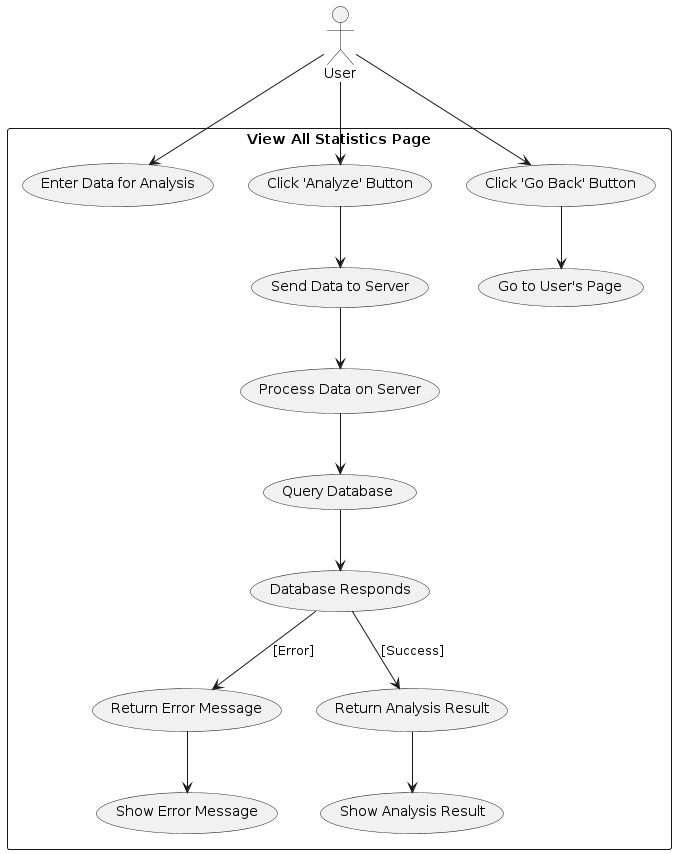 User
View All Statistics Page
Enter Data for Analysis
Click 'Analyze' Button
Click 'Go Back' Button
Send Data to Server
Go to User's Page
Process Data on Server
Query Database
Database Responds
[Error]
[Success]
Return Error Message
Return Analysis Result
Show Error Message
Show Analysis Result